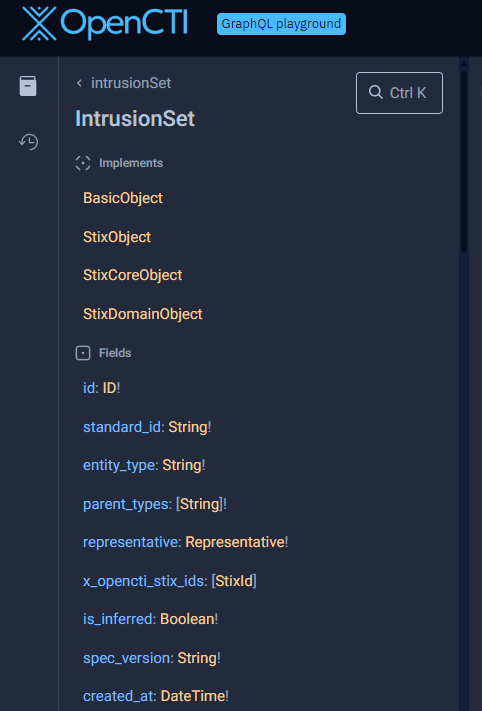 OpenCTI
GraphQL playground
< intrusionSet
Ctrl K
IntrusionSet
Implements
BasicObject
StixObject
StixCoreObject
StixDomainObject
Fields
id: ID!
standard_id: String!
entity_type: String!
parent_types: [String]!
representative: Representative!
x_opencti_stix_ids: [StixId]
is_inferred: Boolean!
spec_version: String!
created_at: DateTime!